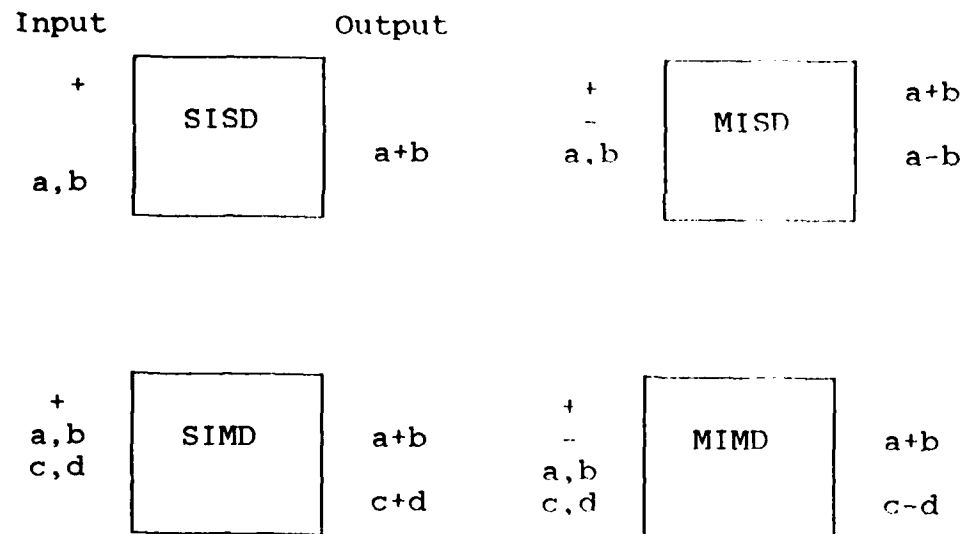 Input Output
+
SISD
a+b
a,b
+
-
a,b
MISD
a+b
a-b
+
a,b
c,d
SIMD
a+b
c+d
+
-
a,b
c,d
MIMD
a+b
c-d